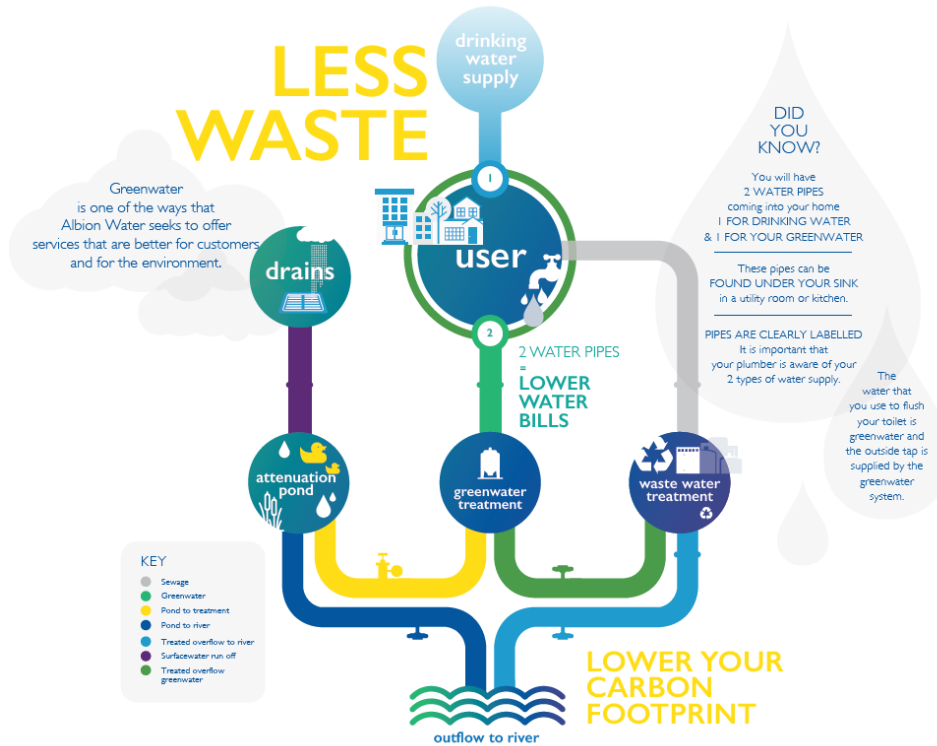 LESS
WASTE
drinking
water
supply
Greenwater
is one of the ways that
Albion Water seeks to offer
services that are better for customers
and for the environment.
drains
1
user
2
2 WATER PIPES
=
LOWER
WATER
BILLS
DID
YOU
KNOW?
You will have
2 WATER PIPES
coming into your home
1 FOR DRINKING WATER
& 1 FOR YOUR GREENWATER
These pipes can be
FOUND UNDER YOUR SINK
in a utility room or kitchen.
PIPES ARE CLEARLY LABELLED
It is important that
your plumber is aware of your
2 types of water supply.
The
water that
you use to flush
your toilet is
greenwater and
the outside tap is
supplied by the
greenwater
system.
attenuation
pond
greenwater
treatment
waste water
treatment
KEY
Sewage
Greenwater
Pond to treatment
Pond to river
Treated overflow to river
Surfacewater run off
Treated overflow
greenwater
LOWER YOUR
CARBON
FOOTPRINT
outflow to river